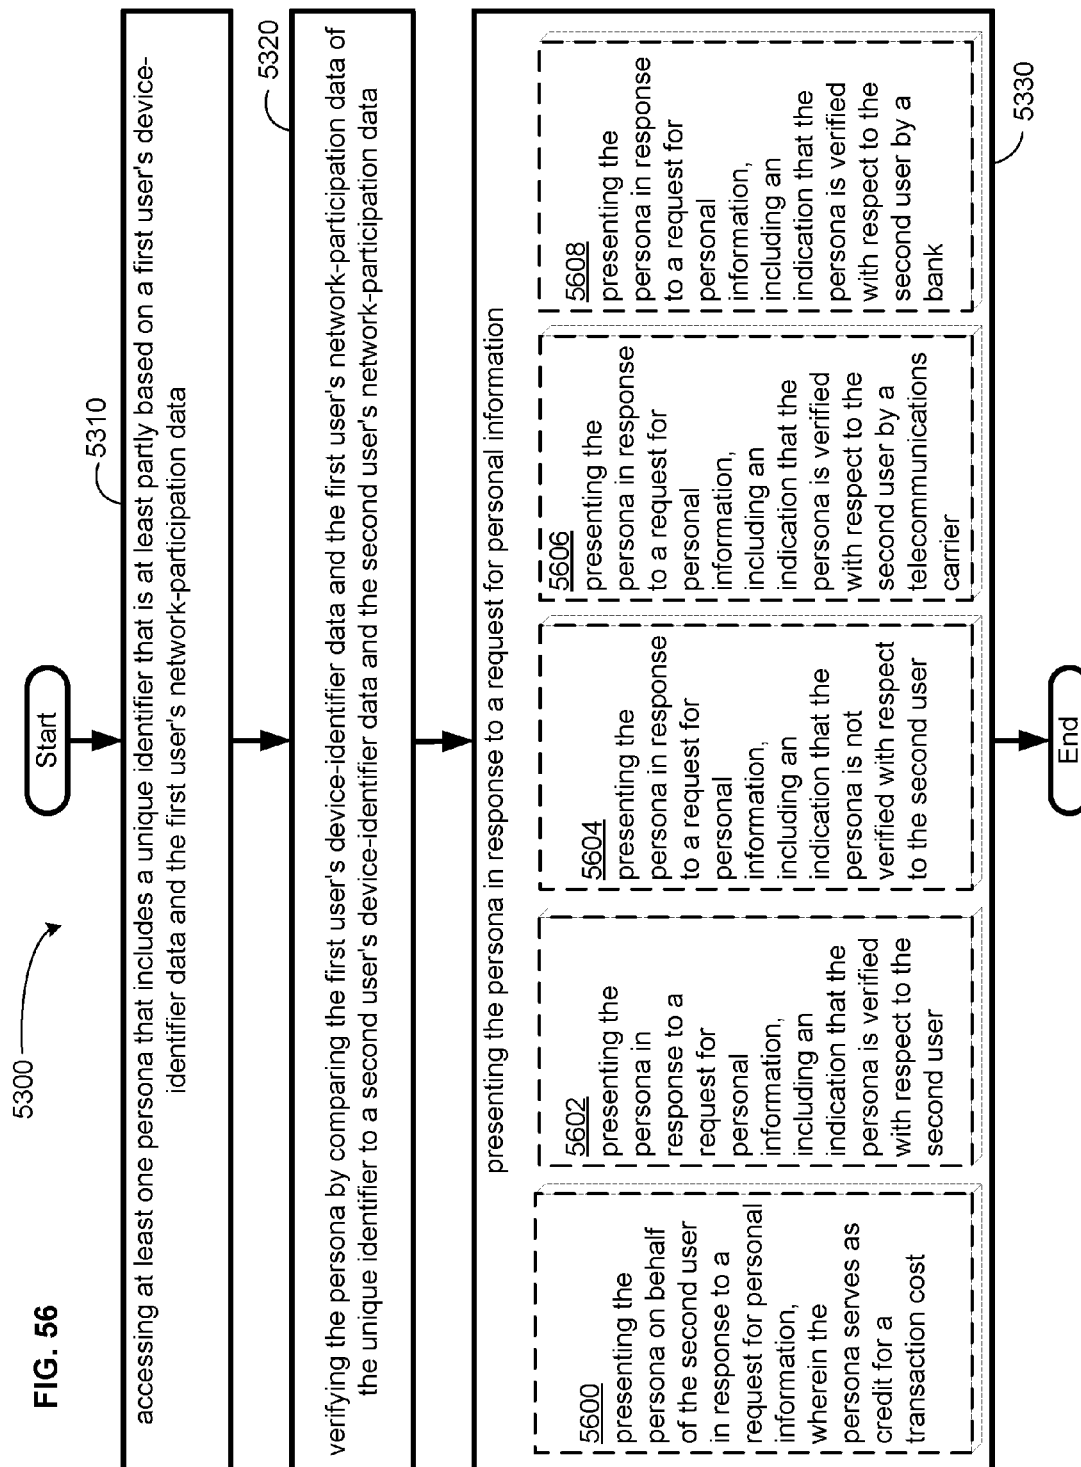 FIG. 56
5300
Start
5310
accessing at least one persona that includes a unique identifier that is at least partly based on a first user's device-
identifier data and the first user's network-participation data
5320
verifying the persona by comparing the first user's device-identifier data and the first user's network-participation data of
the unique identifier to a second user's device-identifier data and the second user's network-participation data
presenting the persona in response to a request for personal information
5330
5600
presenting the
persona on behalf
of the second user
in response to a
request for personal
information,
wherein the
persona serves as
credit for a
transaction cost
5602
presenting the
persona in
response to a
request for
personal
information,
including an
indication that the
persona is verified
with respect to the
second user
5604
presenting the
persona in response
to a request for
personal
information,
including an
indication that the
persona is not
verified with respect
to the second user
5606
presenting the
persona in response
to a request for
personal
information,
including an
indication that the
persona is verified
with respect to the
second user by a
telecommunications
carrier
5608
presenting the
persona in response
to a request for
personal
information,
including an
indication that the
persona is verified
with respect to the
second user by a
bank
End